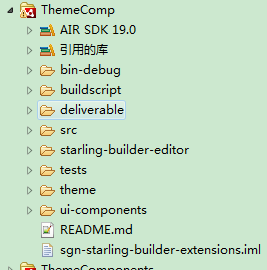 ThemeComp
AIR SDK 19.0
引用的库
bin-debug
buildscript
deliverable
src
starling-builder-editor
tests
theme
ui-components
README.md
sgn-starling-builder-extensions.iml
ThemeComponents